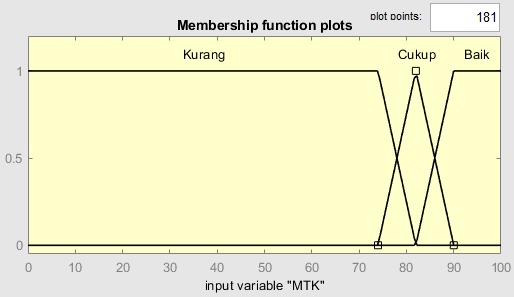 plot points: 181
Membership function plots
Kurang Cukup Baik
1
0.5
0
0 10 20 30 40 50 60 70 80 90 100
input variable "MTK"